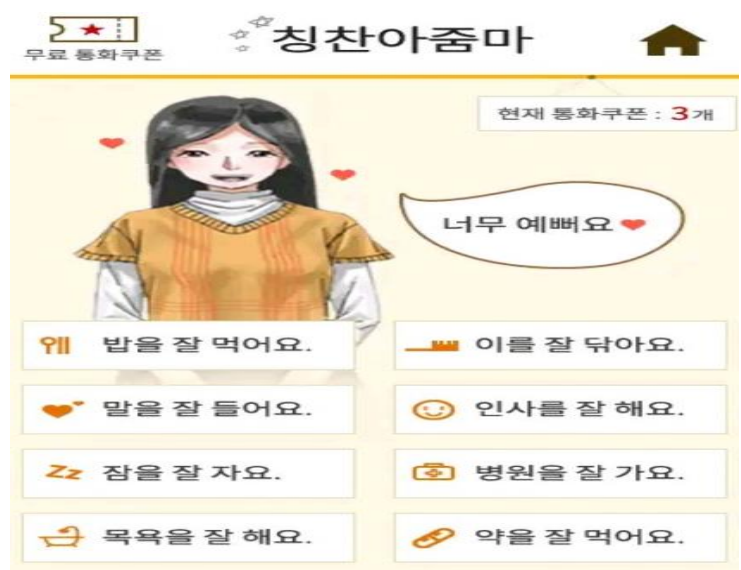 무료 통화쿠폰
칭찬아줌마
현재 통화쿠폰 : 3개
너무 예뻐요
밥을 잘 먹어요.
이를 잘 닦아요.
말을 잘 들어요.
인사를 잘 해요.
Zz 잠을 잘 자요.
병원을 잘 가요.
목욕을 잘 해요.
약을 잘 먹어요.